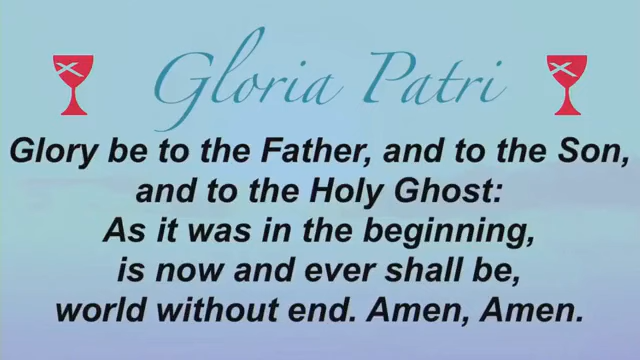 Gloria Patri
Glory be to the Father, and to the Son,
and to the Holy Ghost:
As it was in the beginning,
is now and ever shall be,
world without end. Amen, Amen.